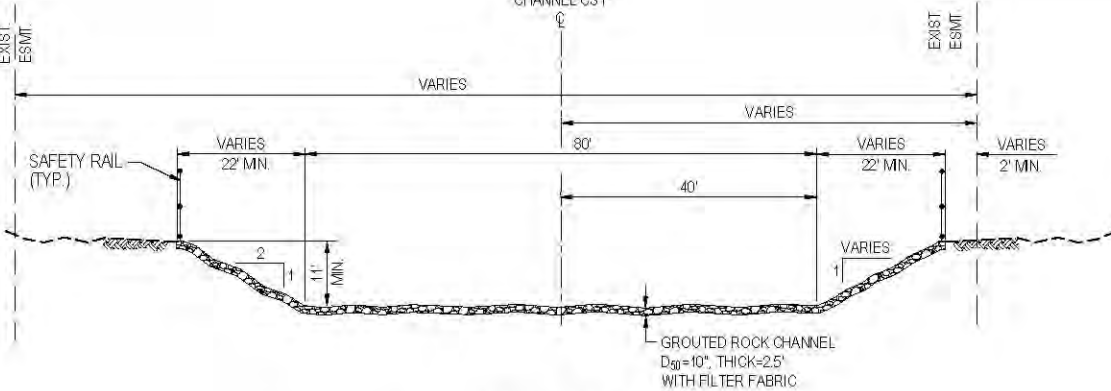 CHANNEL CST
℄
EXIST.
ESMT.
EXIST
ESMT.
VARIES
VARIES
SAFETY RAIL
(TYP.)
VARIES
22' MIN.
80'
VARIES
22' MIN.
VARIES
2' MIN.
40'
2
1
11'
MIN.
VARIES
1
GROUTED ROCK CHANNEL
D50=10", THICK=2.5'
WITH FILTER FABRIC